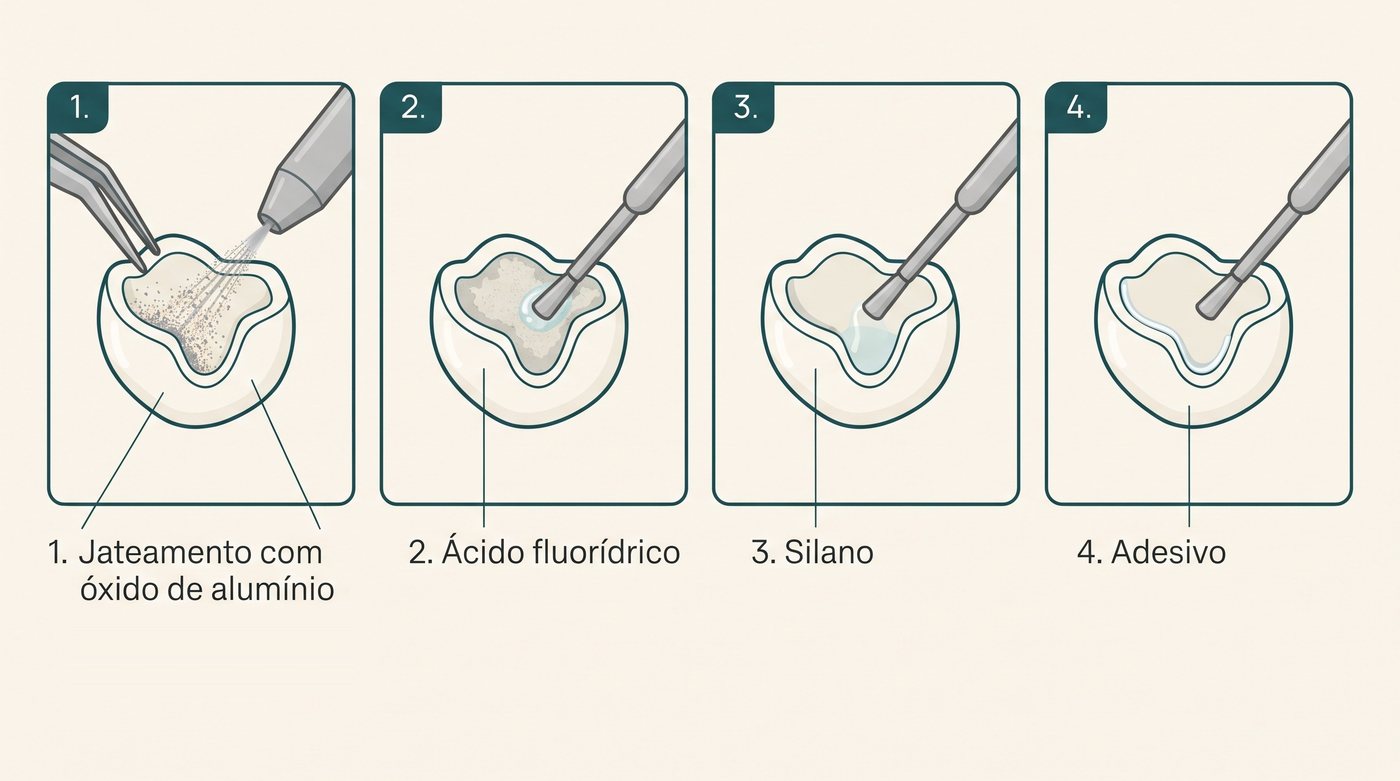 1.
2.
3.
4.
1. Jateamento com
óxido de alumínio
2. Ácido fluorídrico
3. Silano
4. Adesivo